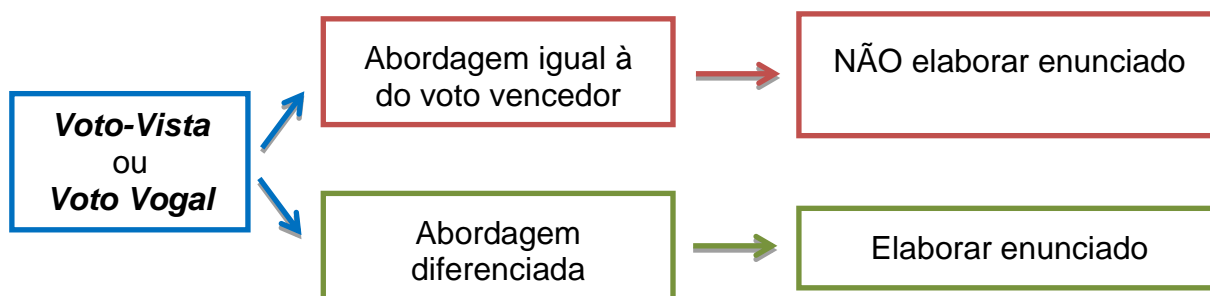 Voto-Vista
ou
Voto Vogal
Abordagem igual à
do voto vencedor
NÃO elaborar enunciado
Abordagem
diferenciada
Elaborar enunciado